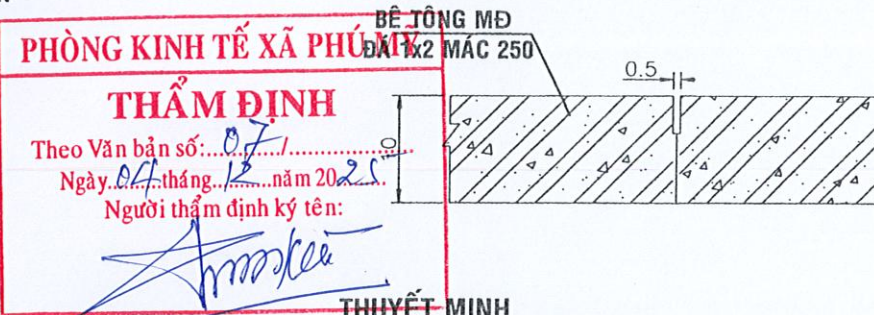 BÊ TÔNG MĐ
ĐÁ 1x2 MÁC 250
PHÒNG KINH TẾ XÃ PHÚ MỸ
THẨM ĐỊNH
Theo Văn bản số: 07/
Ngày 04 tháng 12 năm 2025
Người thẩm định ký tên:
0.5
10
THUYẾT MINH